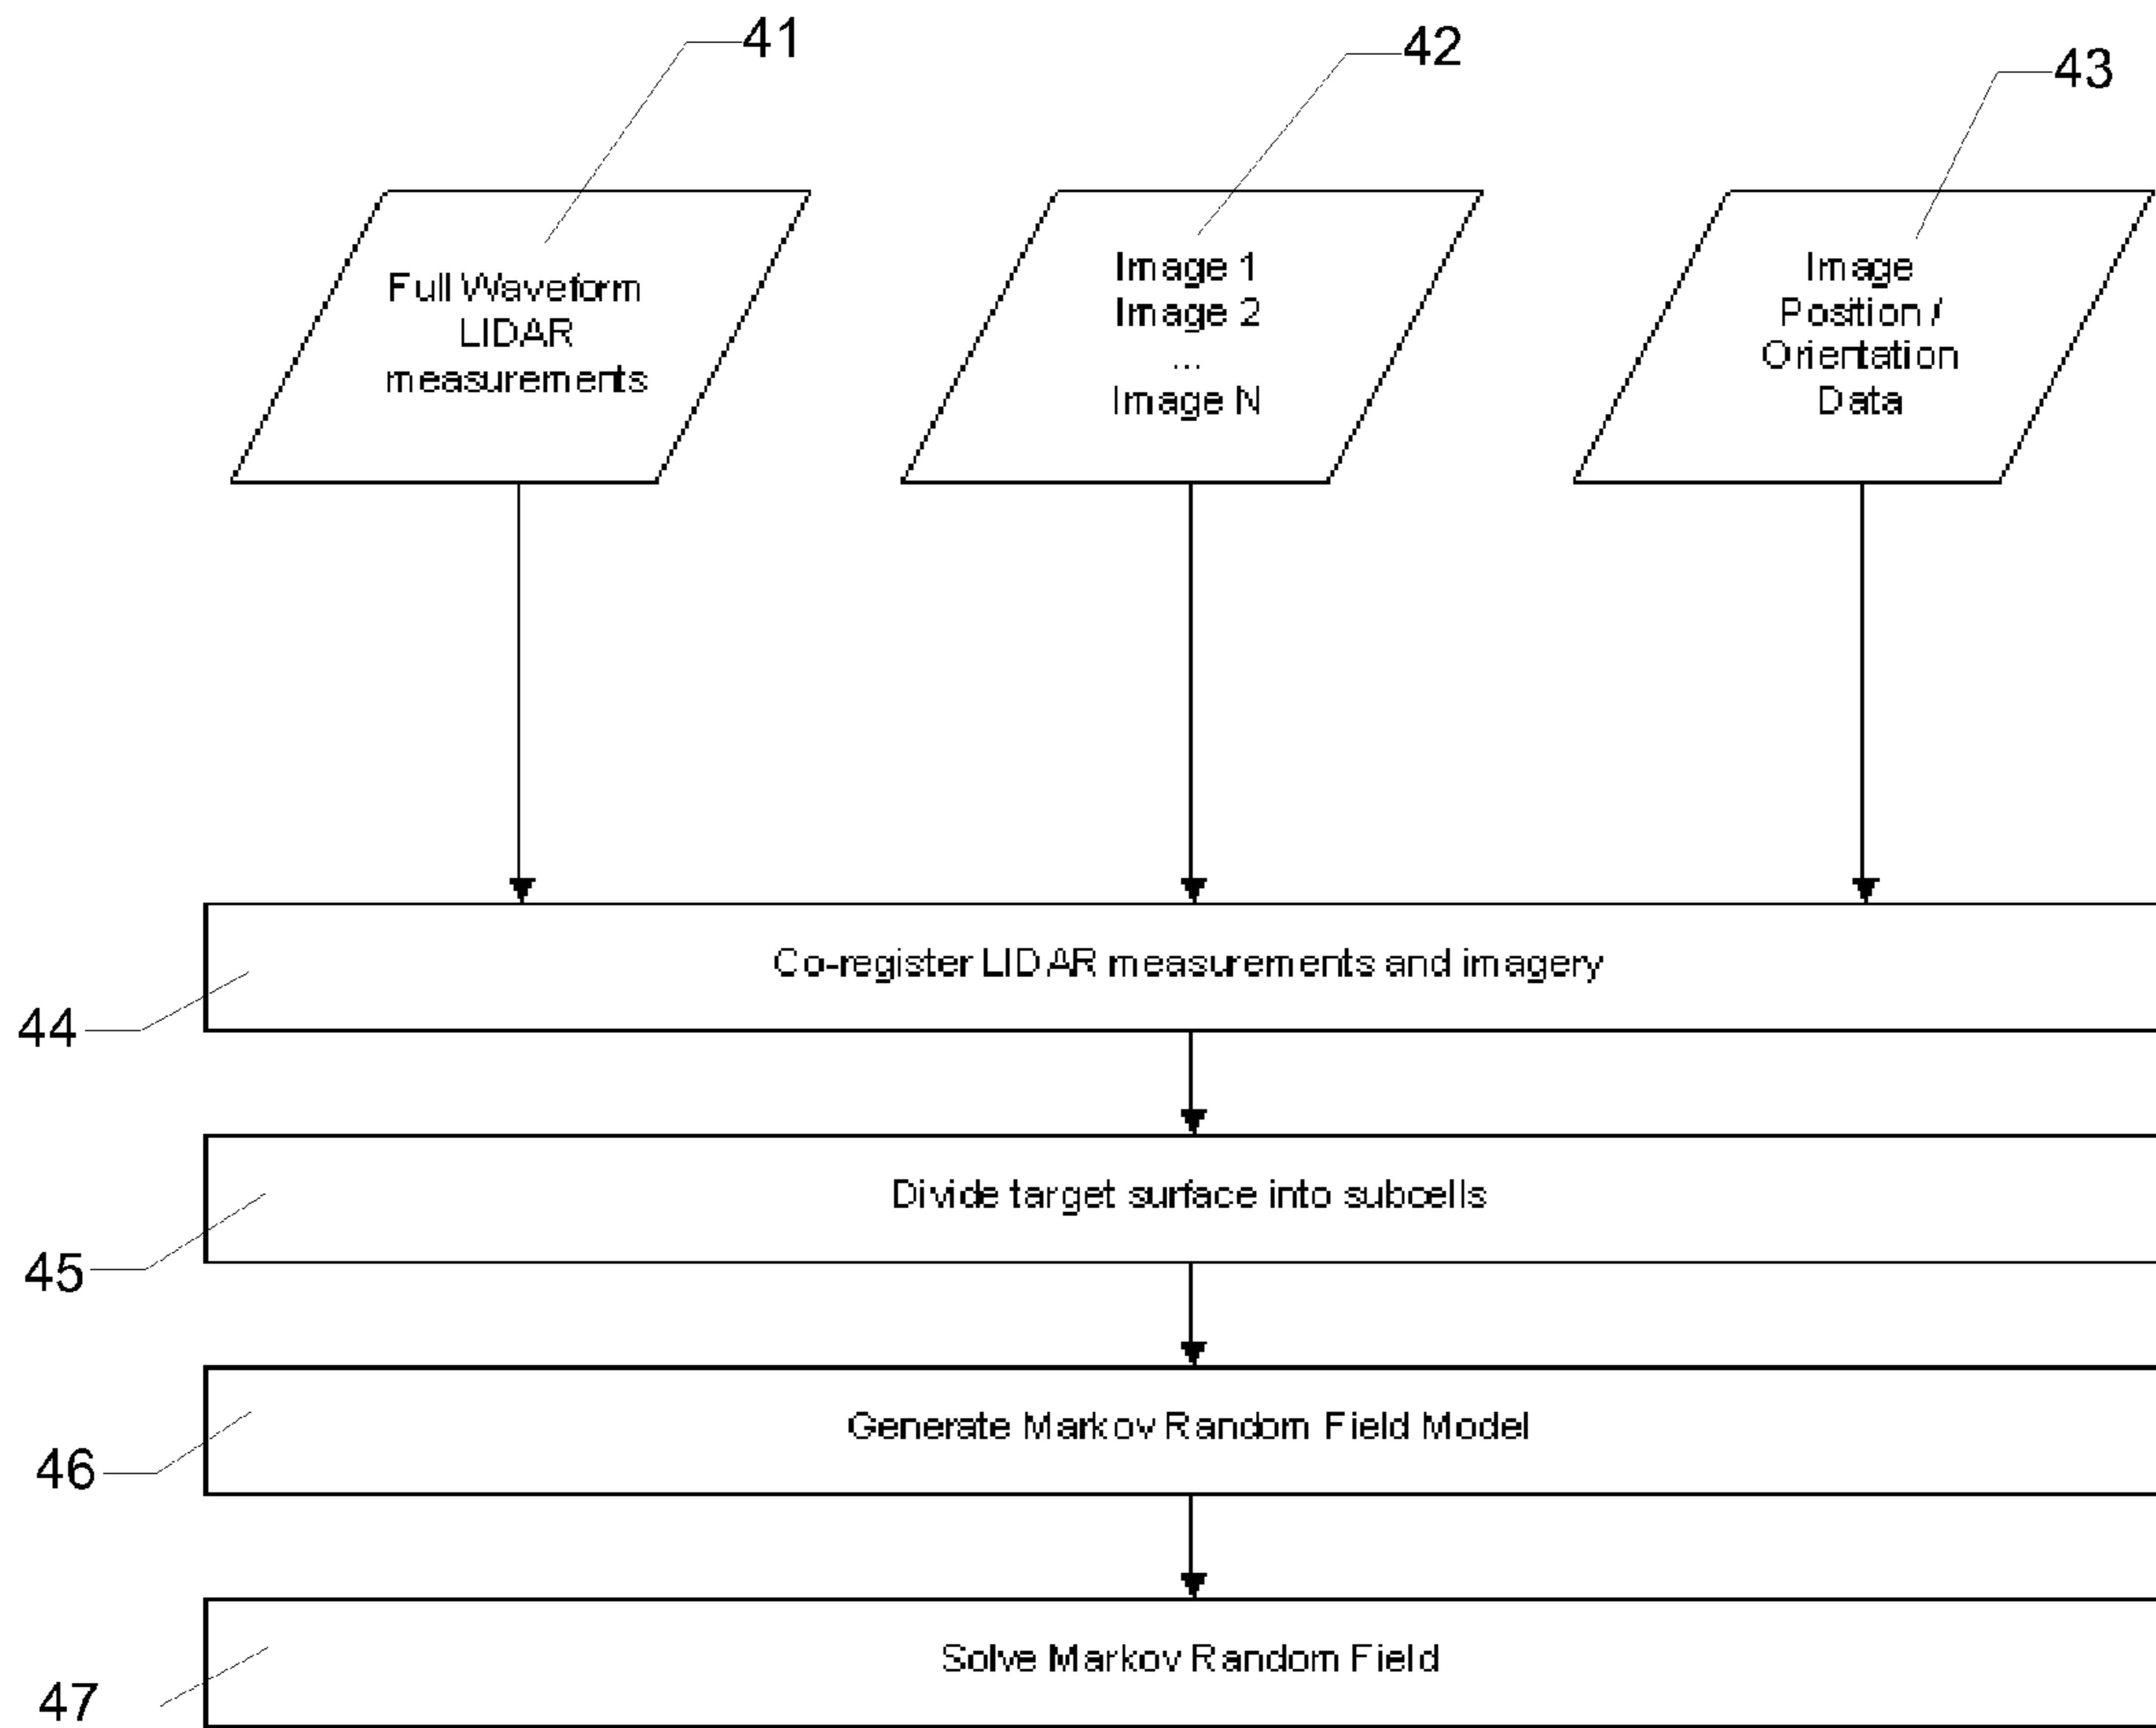 41
42
43
Full Waveform
LIDAR
measurements
Image 1
Image 2
...
Image N
Image
Position /
Orientation
Data
Co-register LIDAR measurements and imagery
44
Divide target surface into subcells
45
Generate Markov Random Field Model
46
Solve Markov Random Field
47